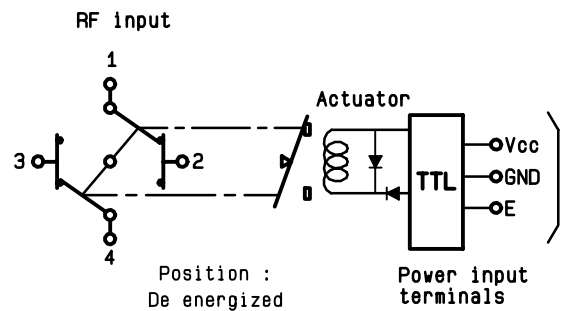 RF input
1
Actuator
3
2
TTL
Vcc
GND
E
4
Position :
De energized
Power input
terminals